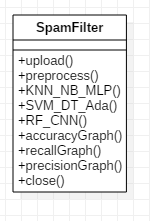 SpamFilter
+upload()
+preprocess()
+KNN_NB_MLP()
+SVM_DT_Ada()
+RF_CNN()
+accuracyGraph()
+recallGraph()
+precisionGraph()
+close()